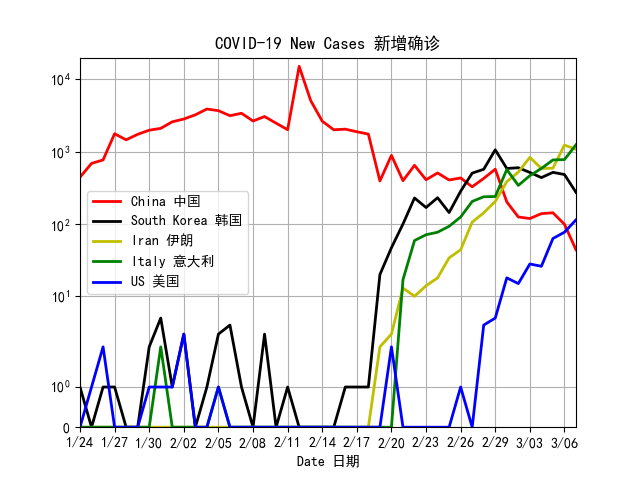 COVID-19 New Cases 新增确诊
10⁴
10³
10²
10¹
10⁰
0
China 中国
South Korea 韩国
Iran 伊朗
Italy 意大利
US 美国
1/24 1/27 1/30 2/02 2/05 2/08 2/11 2/14 2/17 2/20 2/23 2/26 2/29 3/03 3/06
Date 日期